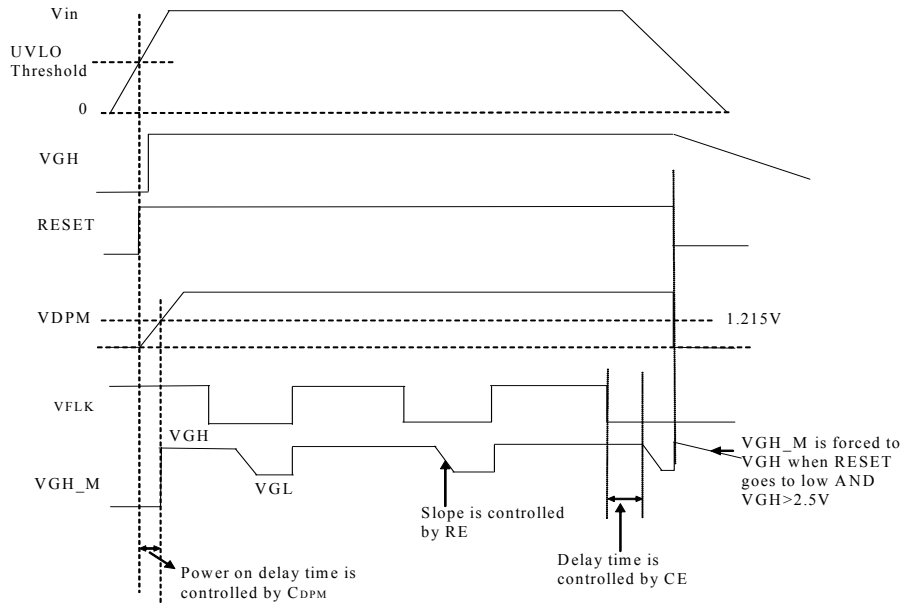 Vin
UVLO
Threshold
0
VGH
RESET
VDPM
1.215V
VFLK
VGH
VGH_M
VGL
VGH_M is forced to
VGH when RESET
goes to low AND
VGH>2.5V
Slope is controlled
by RE
Delay time is
controlled by CE
Power on delay time is
controlled by CDPM